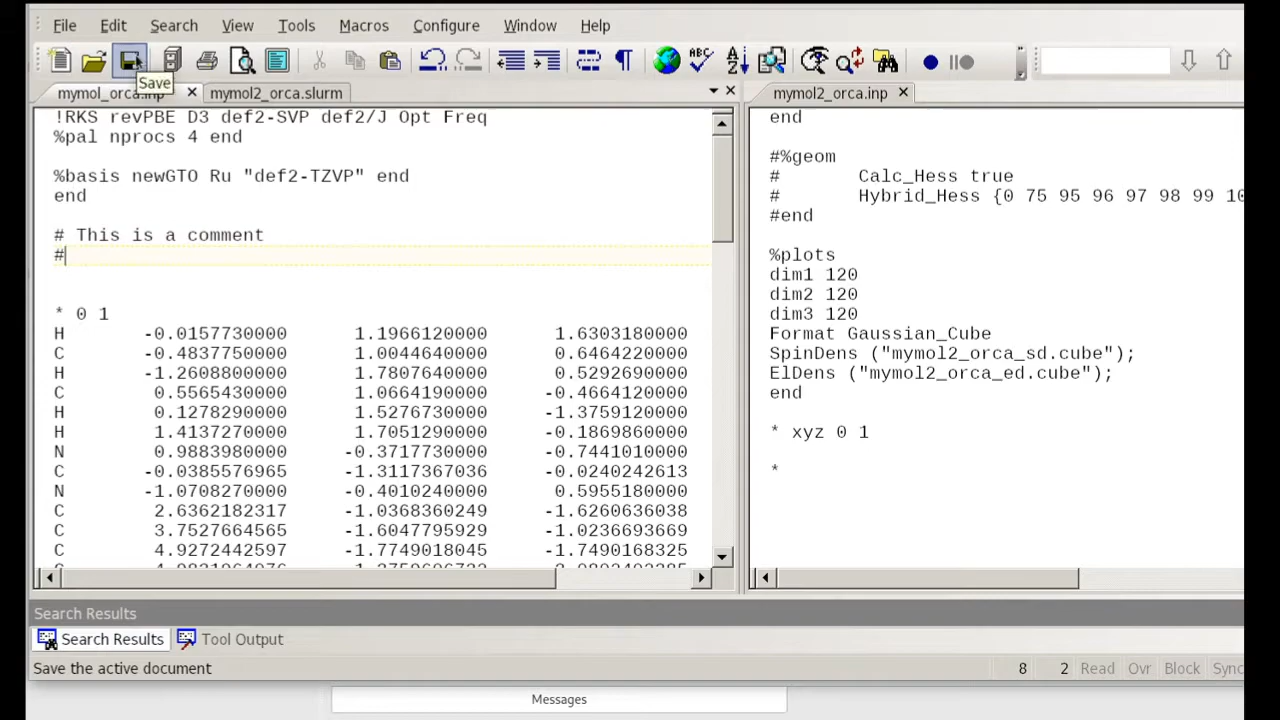 File Edit Search View Tools Macros Configure Window Help
Save
mymol_orca.inp mymol2_orca.slurm
!RKS revPBE D3 def2-SVP def2/J Opt Freq
%pal nprocs 4 end
%basis newGTO Ru "def2-TZVP" end
end
# This is a comment
#
* 0 1
H -0.0157730000 1.1966120000 1.6303180000
C -0.4837750000 1.0044640000 0.6464220000
H -1.2608800000 1.7807640000 0.5292690000
C 0.5565430000 1.0664190000 -0.4664120000
H 0.1278290000 1.5276730000 -1.3759120000
H 1.4137270000 1.7051290000 -0.1869860000
N 0.9883980000 -0.3717730000 -0.7441010000
C -0.0385576965 -1.3117367036 -0.0240242613
N -1.0708270000 -0.4010240000 0.5955180000
C 2.6362182317 -1.0368360249 -1.6260636038
C 3.7527664565 -1.6047795929 -1.0236693669
C 4.9272442597 -1.7749018045 -1.7490168325
mymol2_orca.inp
end
#%geom
# Calc_Hess true
# Hybrid_Hess {0 75 95 96 97 98 99 10
#end
%plots
dim1 120
dim2 120
dim3 120
Format Gaussian_Cube
SpinDens ("mymol2_orca_sd.cube");
ElDens ("mymol2_orca_ed.cube");
end
* xyz 0 1
*
Search Results
Search Results Tool Output
Save the active document 8 2 Read Ovr Block Sync
Messages